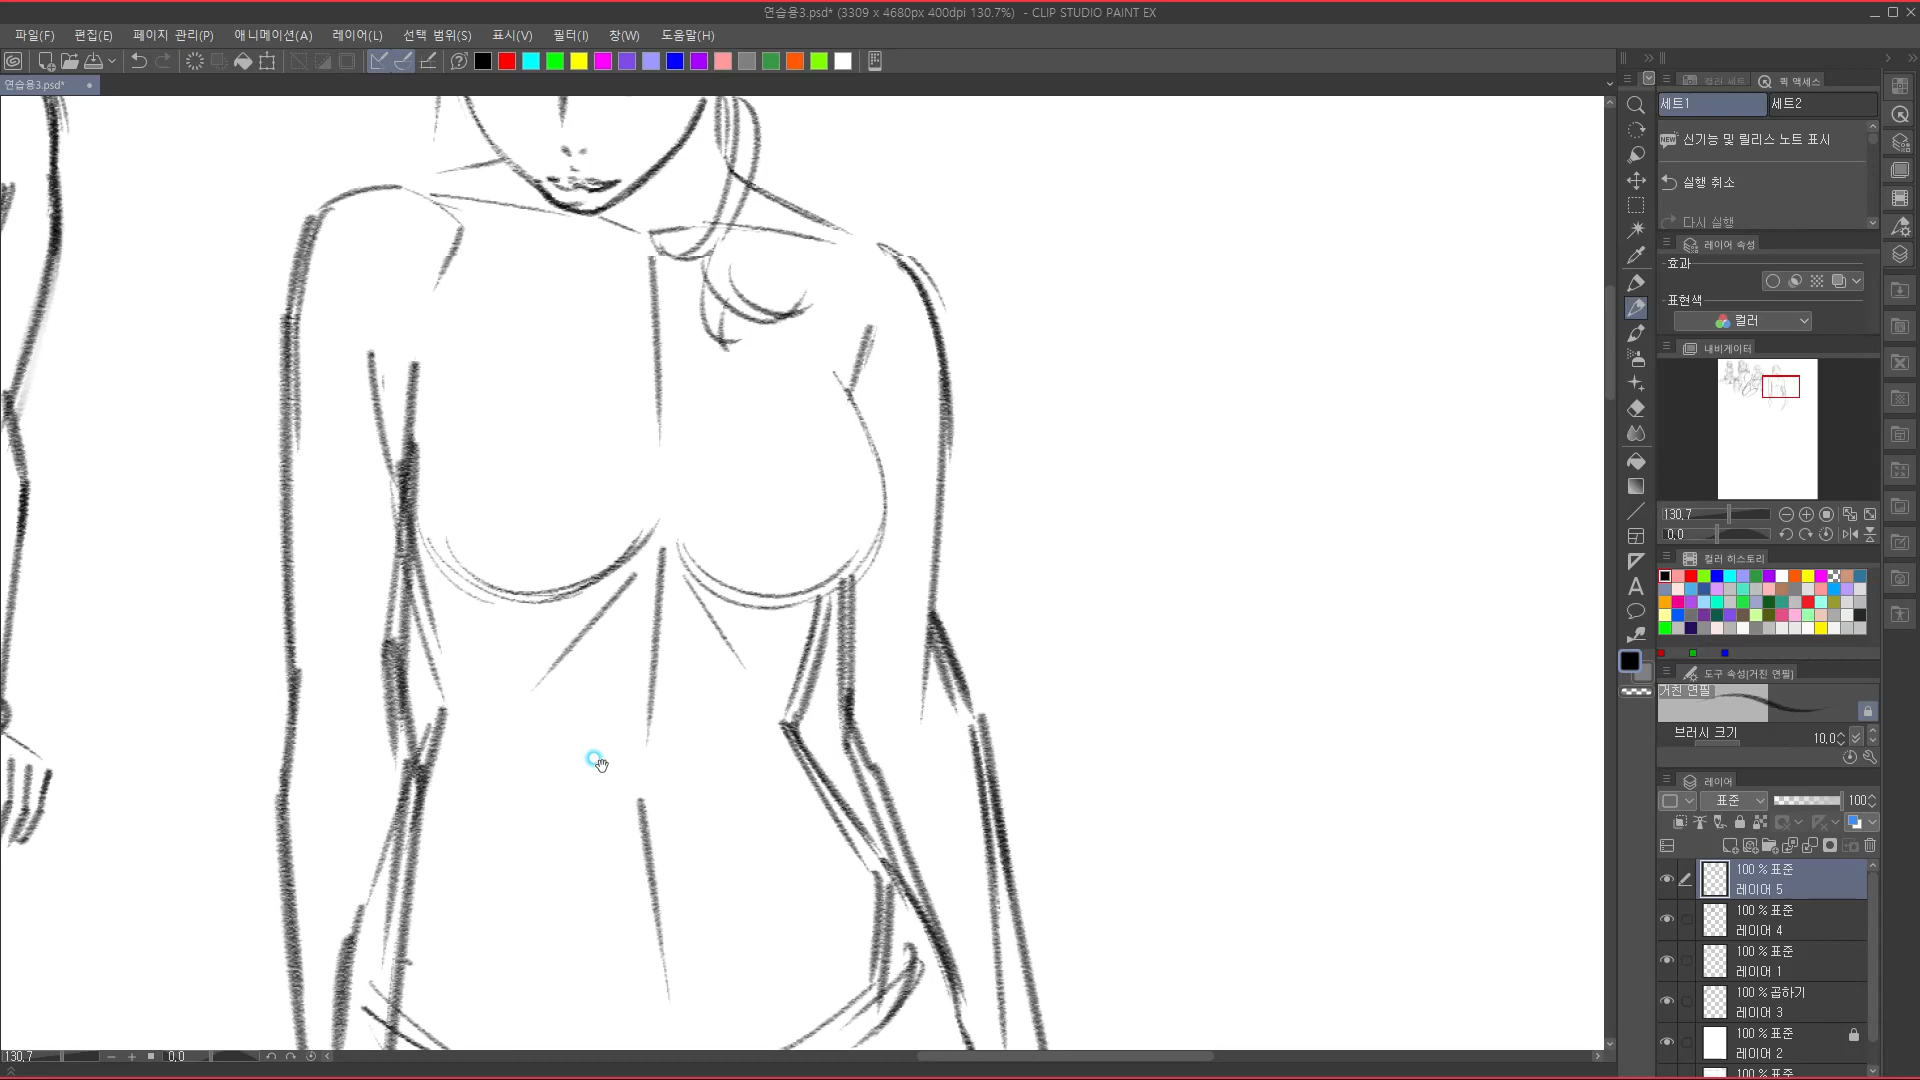 연습용3.psd* (3309 x 4680px 400dpi 130.7%)  - CLIP STUDIO PAINT EX
파일(F) 편집(E) 페이지 관리(P) 애니메이션(A) 레이어(L) 선택 범위(S) 표시(V) 필터(I) 창(W) 도움말(H)
연습용3.psd*
컬러 세트 퀵 액세스
세트1 세트2
신기능 및 릴리스 노트 표시
실행 취소
다시 실행
레이어 속성
효과
표현색
컬러
내비게이터
130.7
0.0
컬러 히스토리
도구 속성[거친 연필]
거친 연필
브러시 크기 10.0
레이어
표준 100
100 % 표준
레이어 5
100 % 표준
레이어 4
100 % 표준
레이어 1
100 % 곱하기
레이어 3
100 % 표준
레이어 2
100 % 표준
130.7 0.0